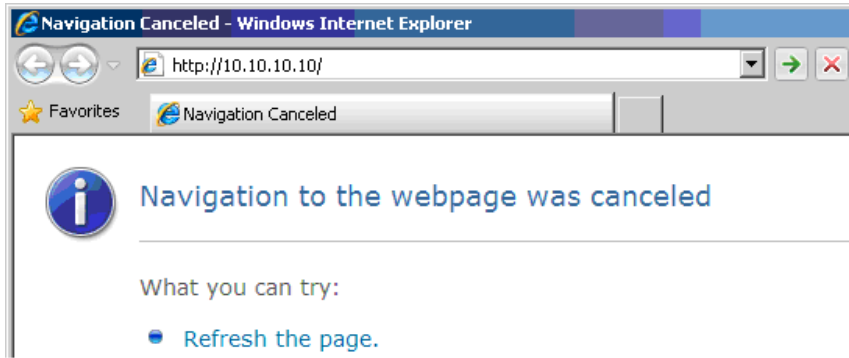 Navigation Canceled - Windows Internet Explorer
http://10.10.10.10/
Favorites Navigation Canceled
Navigation to the webpage was canceled
What you can try:
Refresh the page.